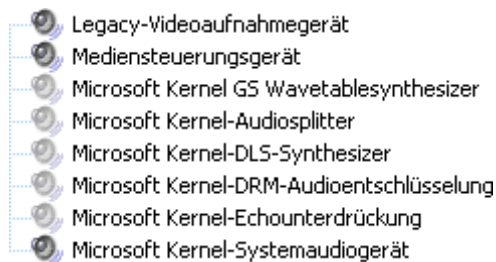 Legacy-Videoaufnahmegerät
Mediensteuerungsgerät
Microsoft Kernel GS Wavetablesynthesizer
Microsoft Kernel-Audiosplitter
Microsoft Kernel-DLS-Synthesizer
Microsoft Kernel-DRM-Audioentschlüsselung
Microsoft Kernel-Echounterdrückung
Microsoft Kernel-Systemaudiogerät